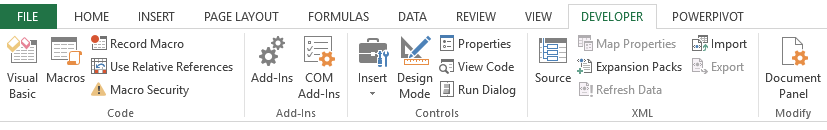 FILE HOME INSERT PAGE LAYOUT FORMULAS DATA REVIEW VIEW DEVELOPER POWERPIVOT
Visual
Basic
Macros
Record Macro
Use Relative References
Macro Security
Code
Add-Ins
COM
Add-Ins
Add-Ins
Insert
Design
Mode
Properties
View Code
Run Dialog
Controls
Source
Map Properties
Expansion Packs
Refresh Data
Import
Export
XML
Document
Panel
Modify